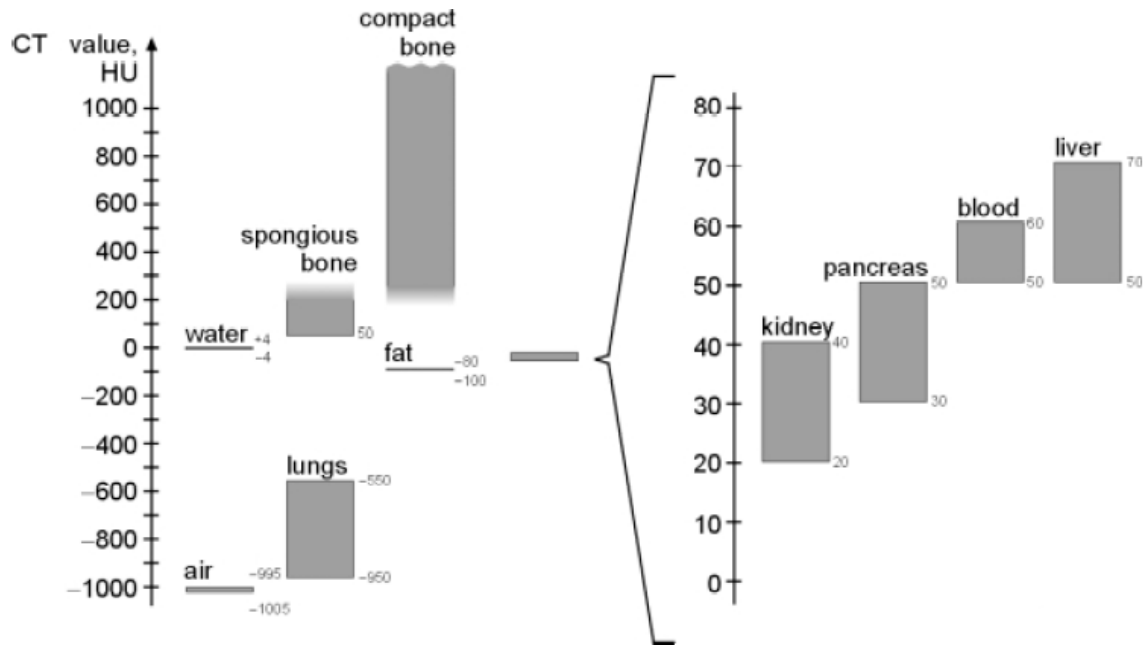 CT value,
HU
1000
800
600
400
200
0
−200
−400
−600
−800
−1000
compact
bone
spongious
bone
50
water
+4
−4
fat
−80
−100
lungs
−550
−950
air
−995
−1005
80
70
60
50
40
30
20
10
0
kidney
40
20
pancreas
50
30
blood
60
50
liver
70
50